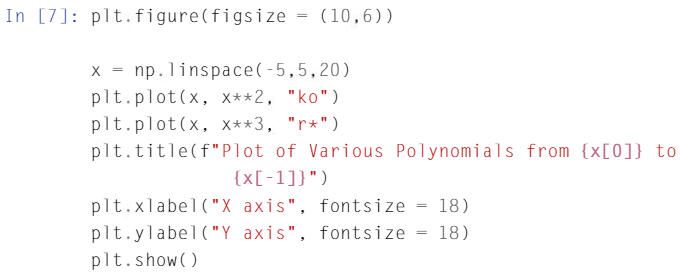 In [7]: plt.figure(figsize = (10,6))
x = np.linspace(-5,5,20)
plt.plot(x, x**2, "ko")
plt.plot(x, x**3, "r*")
plt.title(f"Plot of Various Polynomials from {x[0]} to
{x[-1]}")
plt.xlabel("X axis", fontsize = 18)
plt.ylabel("Y axis", fontsize = 18)
plt.show()